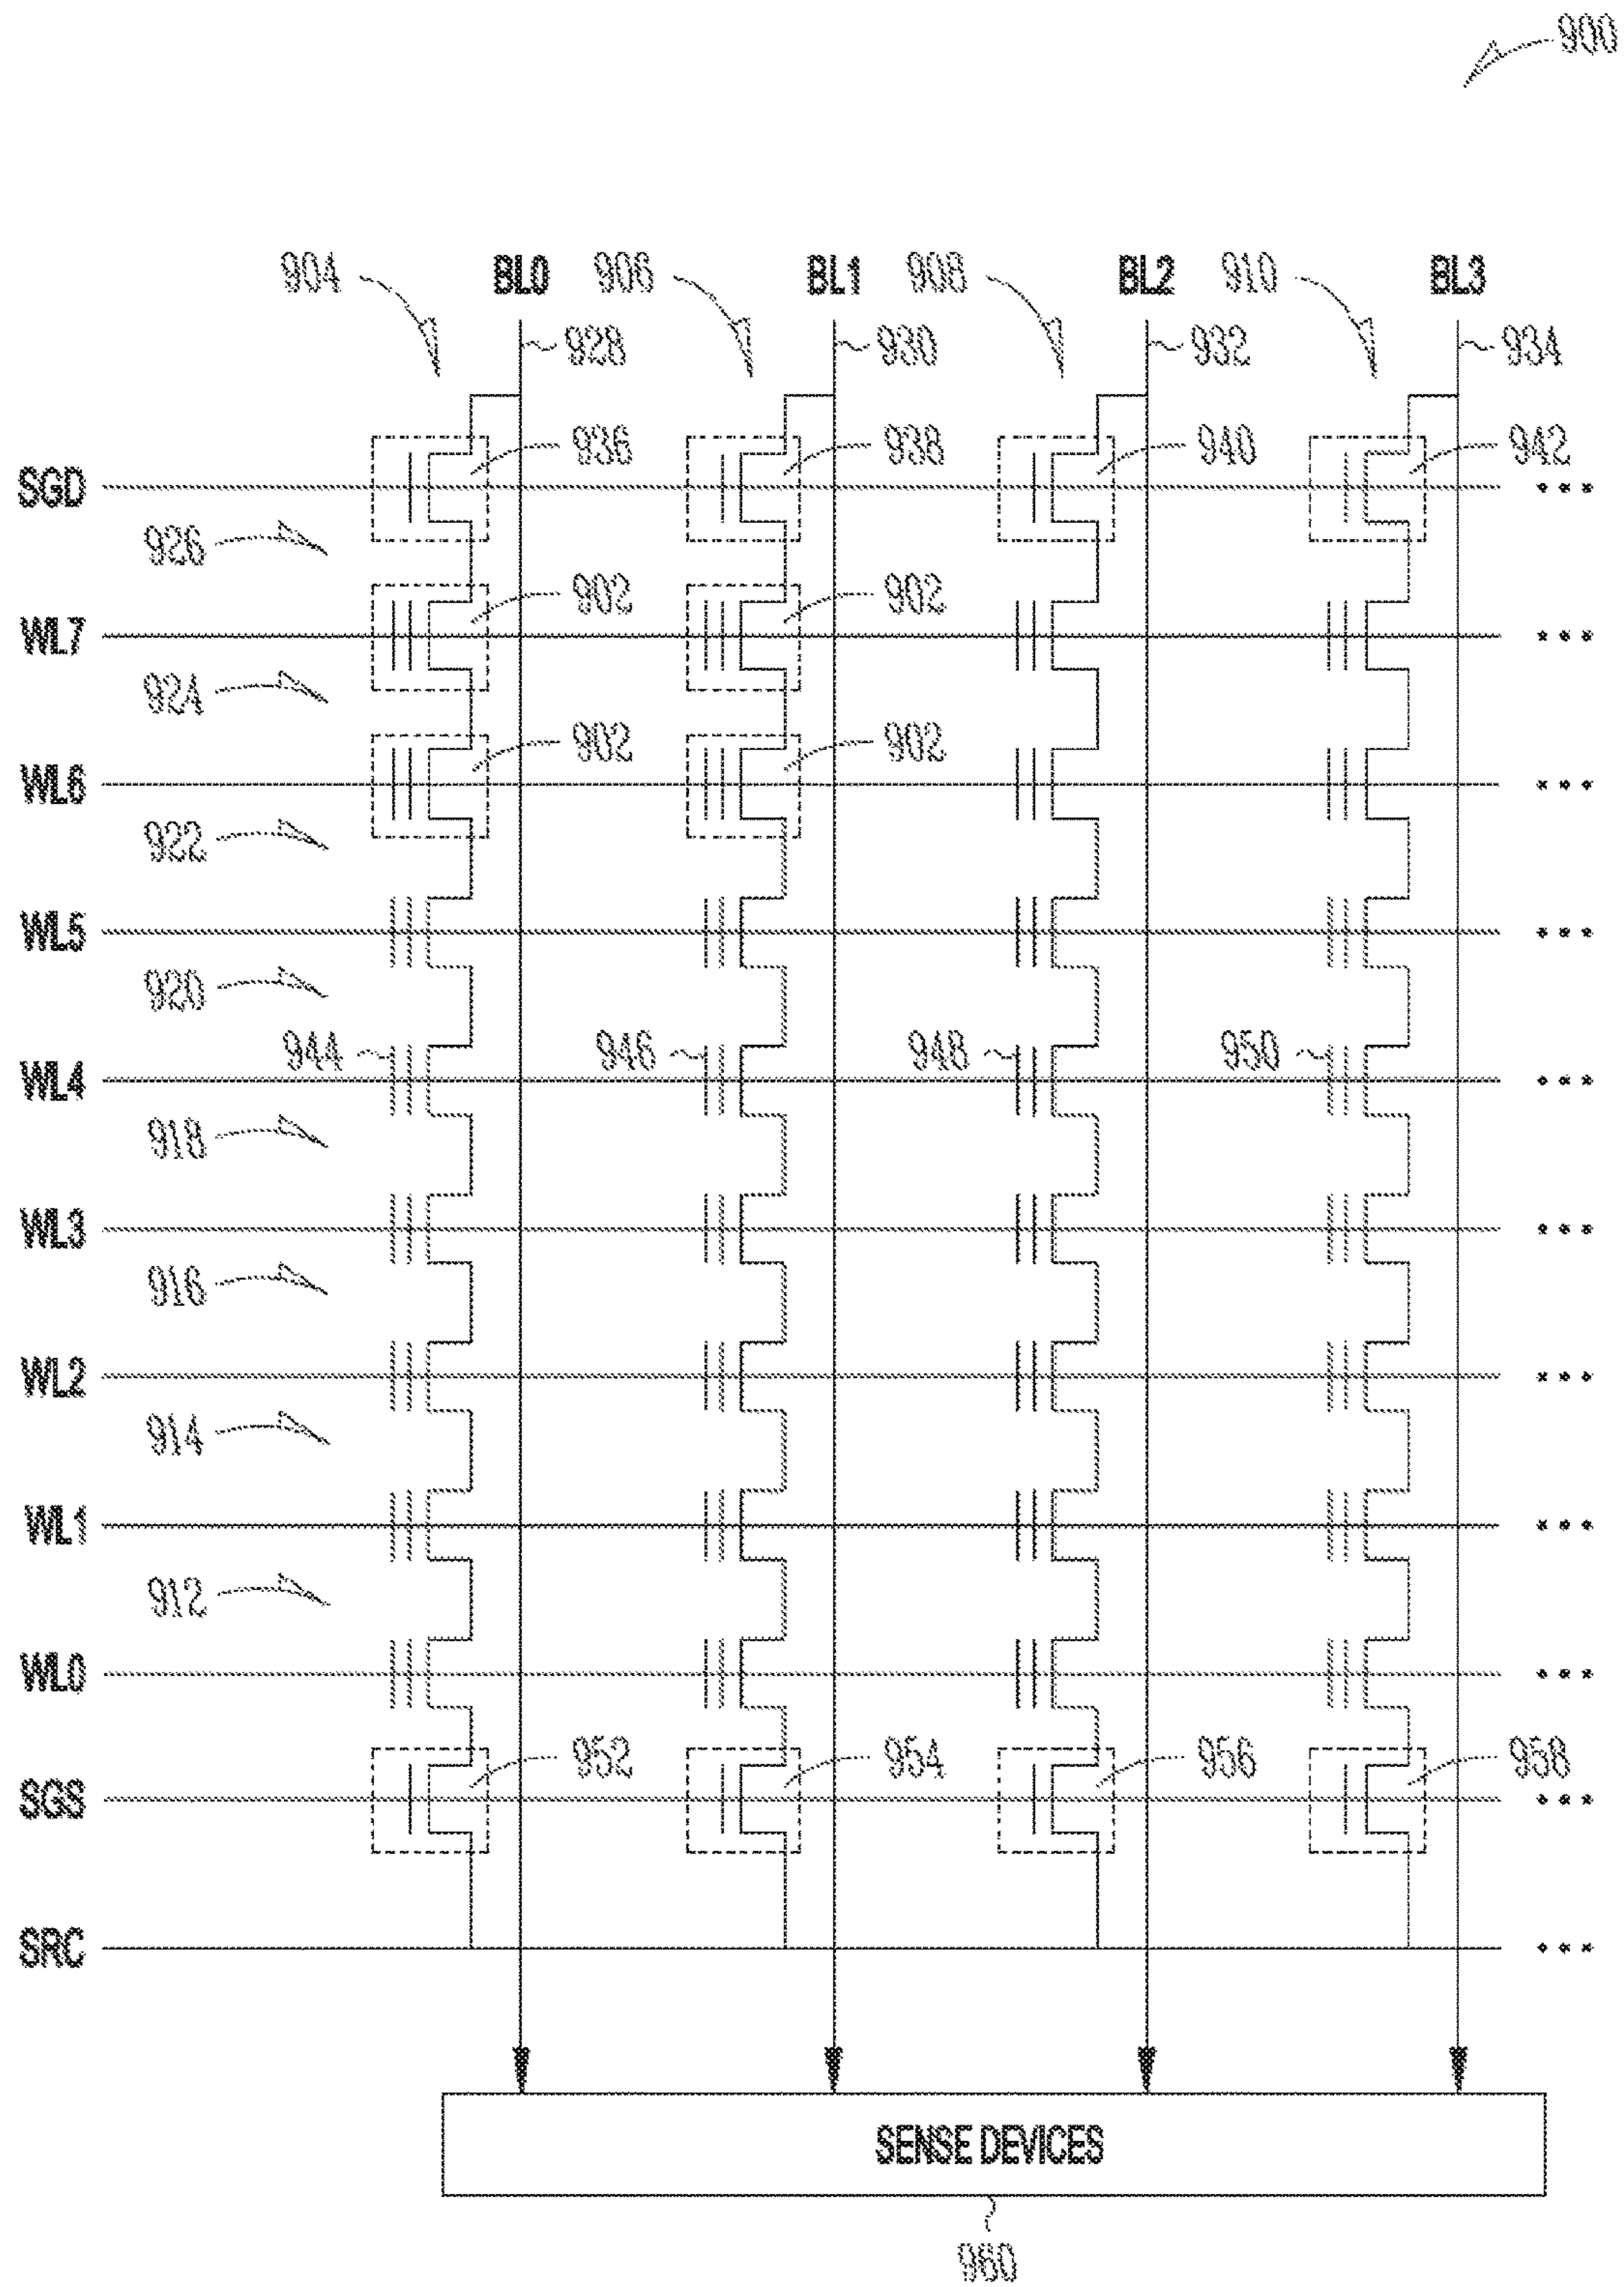 900
904 BL0 906 BL1 908 BL2 910 BL3
928 930 932 934
936 938 940 942
SGD
926
902 902
WL7
924
902 902
WL6
922
WL5
920
944 946 948 950
WL4
918
WL3
916
WL2
914
WL1
912
WL0
952 954 956 958
SGS
SRC
SENSE DEVICES
960